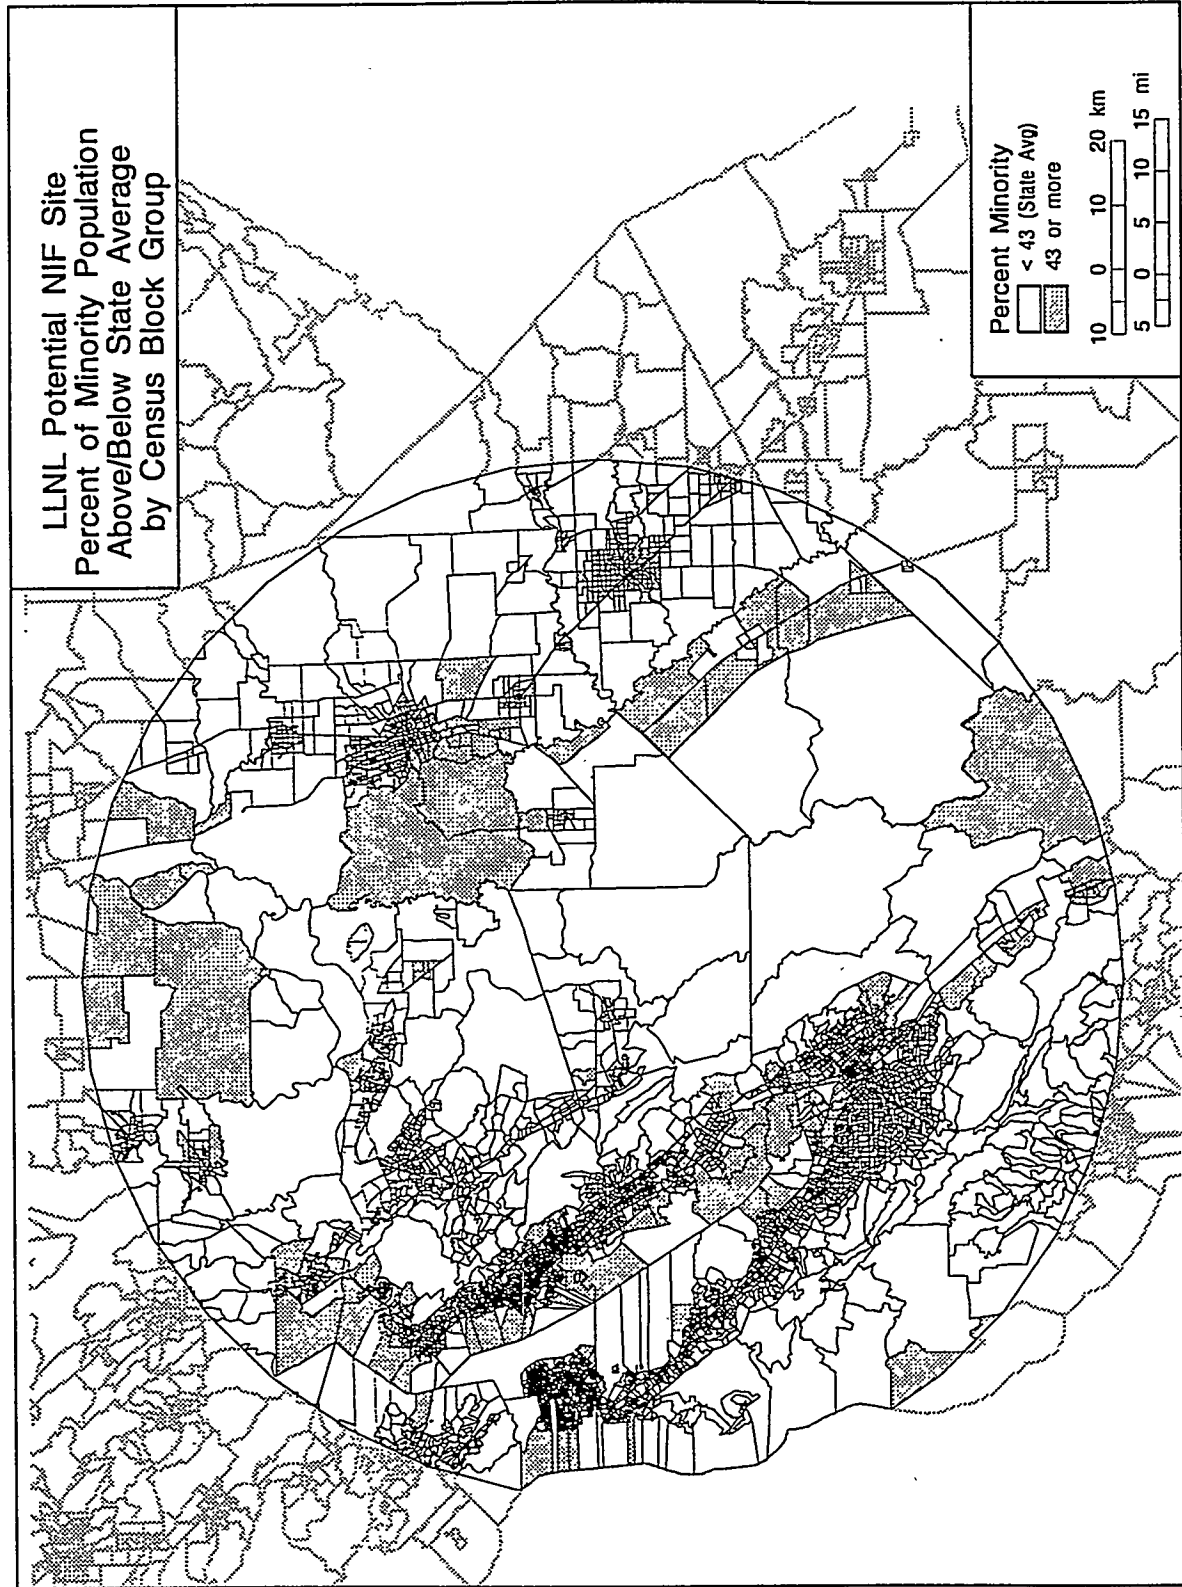 LLNL Potential NIF Site
Percent of Minority Population
Above/Below State Average
by Census Block Group
Percent Minority
< 43 (State Avg)
43 or more
10 0 10 20 km
5 0 5 10 15 mi